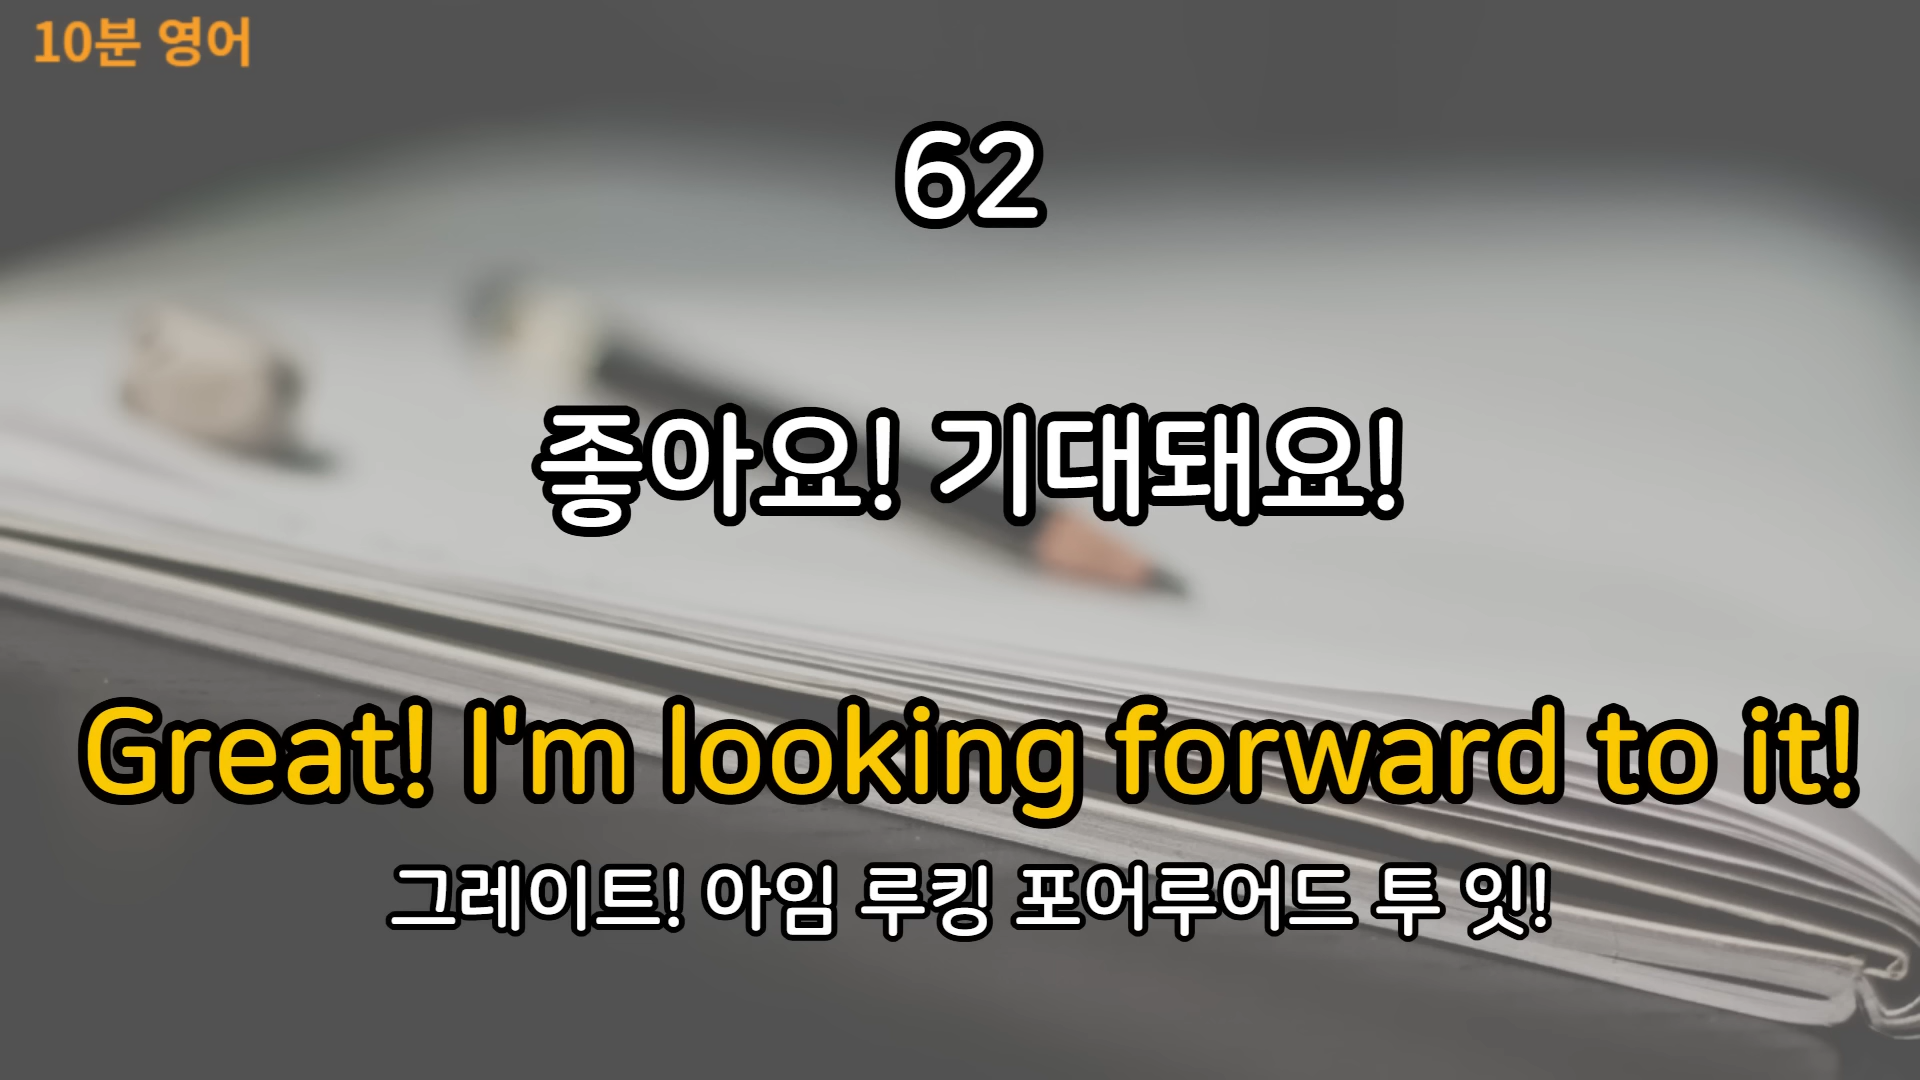 10분 영어
62
좋아요! 기대돼요!
Great! I'm looking forward to it!
그레이트! 아임 루킹 포어루어드 투 잇!